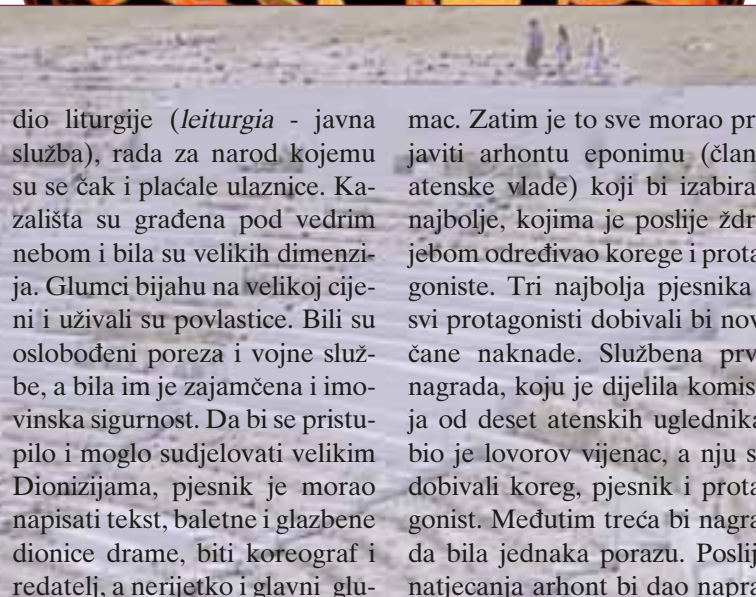 dio liturgije (leiturgia - javna
služba), rada za narod kojemu
su se čak i plaćale ulaznice. Ka-
zališta su građena pod vedrim
nebom i bila su velikih dimenzi-
ja. Glumci bijahu na velikoj cije-
ni i uživali su povlastice. Bili su
oslobođeni poreza i vojne služ-
be, a bila im je zajamčena i imo-
vinska sigurnost. Da bi se pristu-
pilo i moglo sudjelovati velikim
Dionizijama, pjesnik je morao
napisati tekst, baletne i glazbene
dionice drame, biti koreograf i
redatelj, a nerijetko i glavni glu-
mac. Zatim je to sve morao pr
javiti arhontu eponimu (član
atenske vlade) koji bi izabira
najbolje, kojima je poslije ždr
jebom određivao korege i prota
goniste. Tri najbolja pjesnika
svi protagonisti dobivali bi nov
čane naknade. Službena prv
nagrada, koju je dijelila komis
ja od deset atenskih uglednika
bio je lovorov vijenac, a nju s
dobivali koreg, pjesnik i prota
gonist. Međutim treća bi nagra
da bila jednaka porazu. Poslij
natjecanja arhont bi dao napra